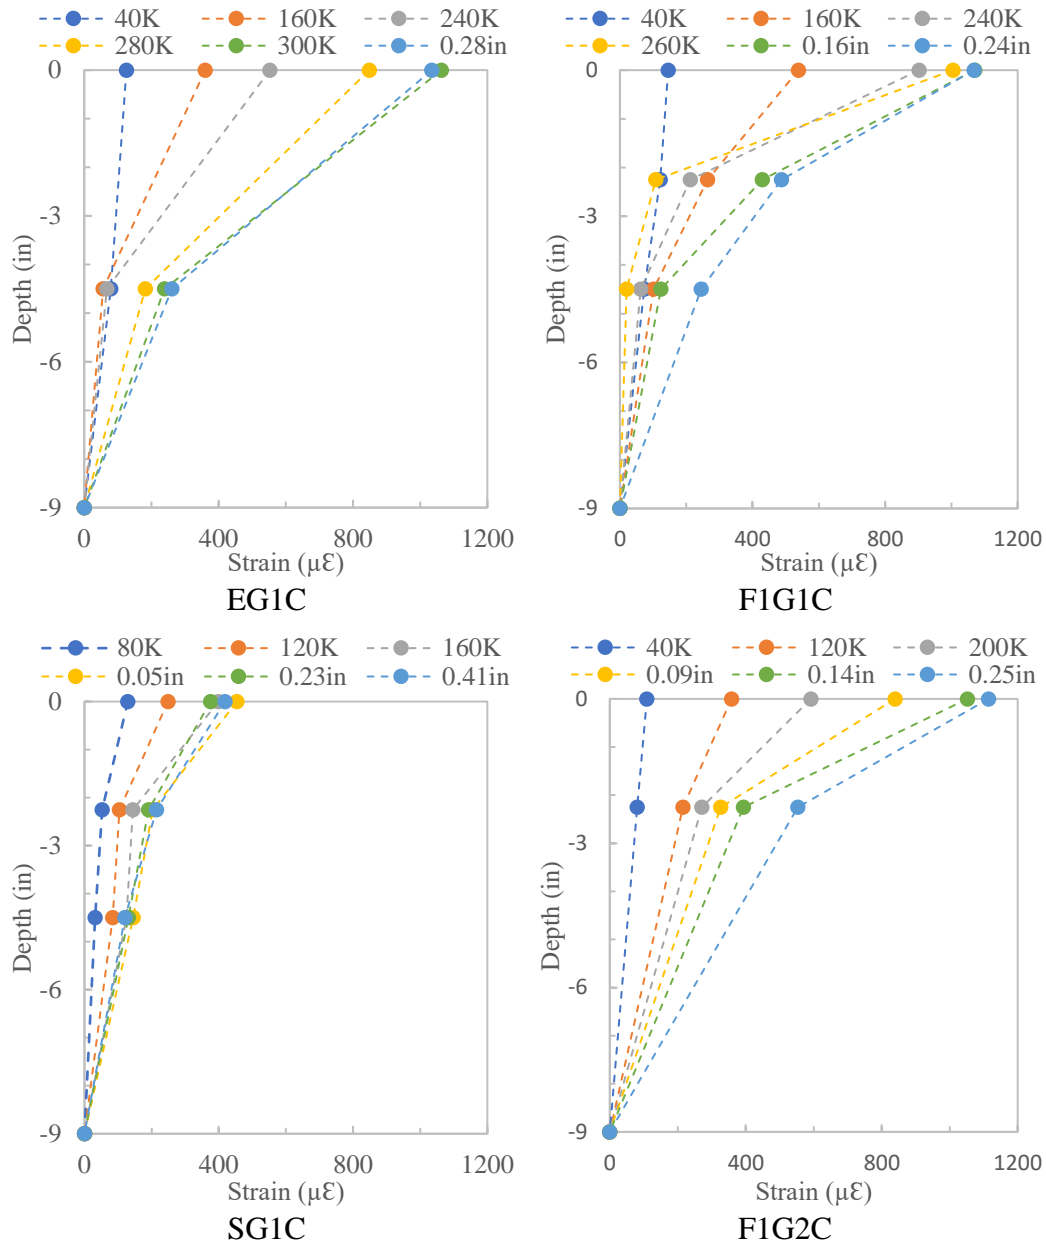 40K 160K 240K
280K 300K 0.28in
0
-3
-6
-9
Depth (in)
0 400 800 1200
Strain (µƐ)
EG1C
40K 160K 240K
260K 0.16in 0.24in
0
-3
-6
-9
Depth (in)
0 400 800 1200
Strain (µƐ)
F1G1C
80K 120K 160K
0.05in 0.23in 0.41in
0
-3
-6
-9
Depth (in)
0 400 800 1200
Strain (µƐ)
SG1C
40K 120K 200K
0.09in 0.14in 0.25in
0
-3
-6
-9
Depth (in)
0 400 800 1200
Strain (µƐ)
F1G2C